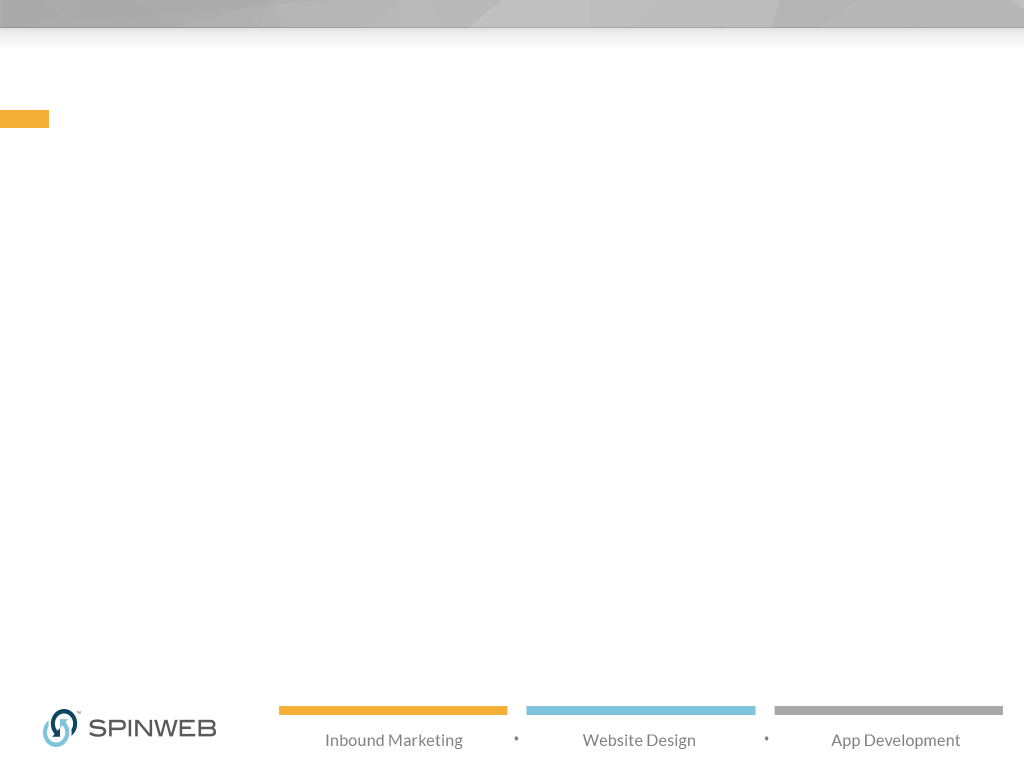 SPINWEB
Inbound Marketing • Website Design • App Development